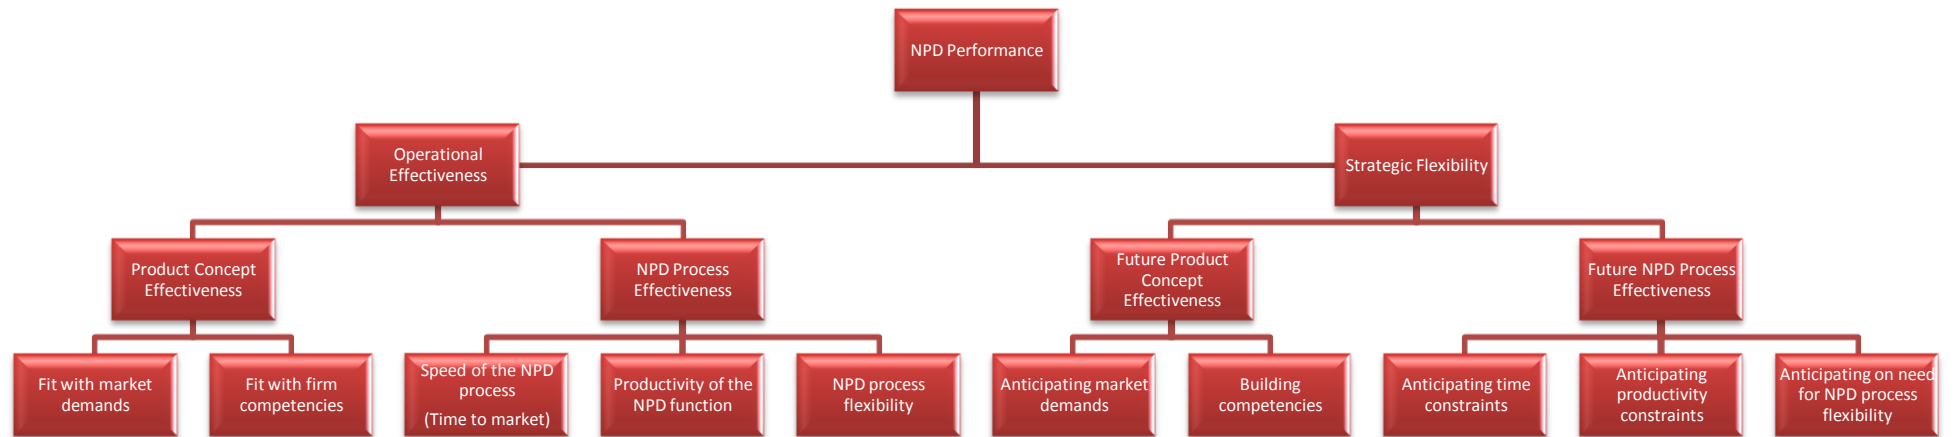 NPD Performance
Operational
Effectiveness
Strategic Flexibility
Product Concept
Effectiveness
NPD Process
Effectiveness
Future Product
Concept
Effectiveness
Future NPD Process
Effectiveness
Fit with market
demands
Fit with firm
competencies
Speed of the NPD
process
(Time to market)
Productivity of the
NPD function
NPD process
flexibility
Anticipating market
demands
Building
competencies
Anticipating time
constraints
Anticipating
productivity
constraints
Anticipating on need
for NPD process
flexibility